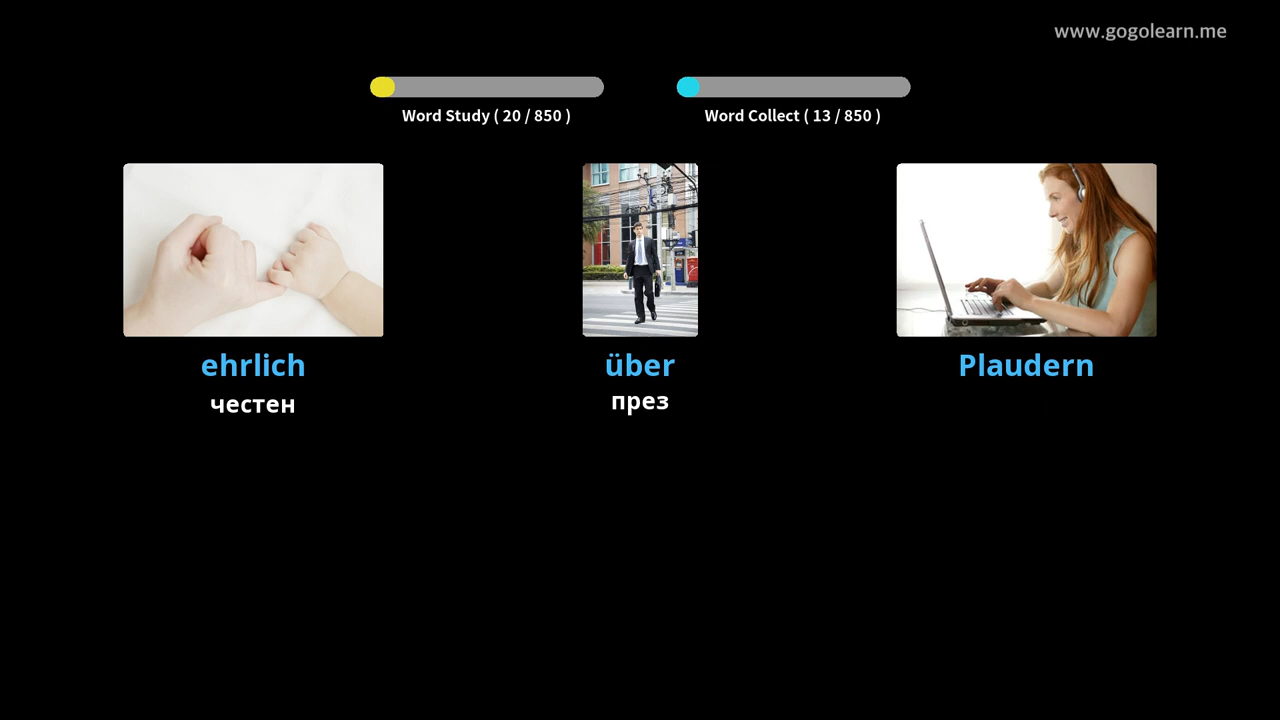 www.gogolearn.me
Word Study ( 20 / 850 )
Word Collect ( 13 / 850 )
ehrlich
über
Plaudern
честен
през